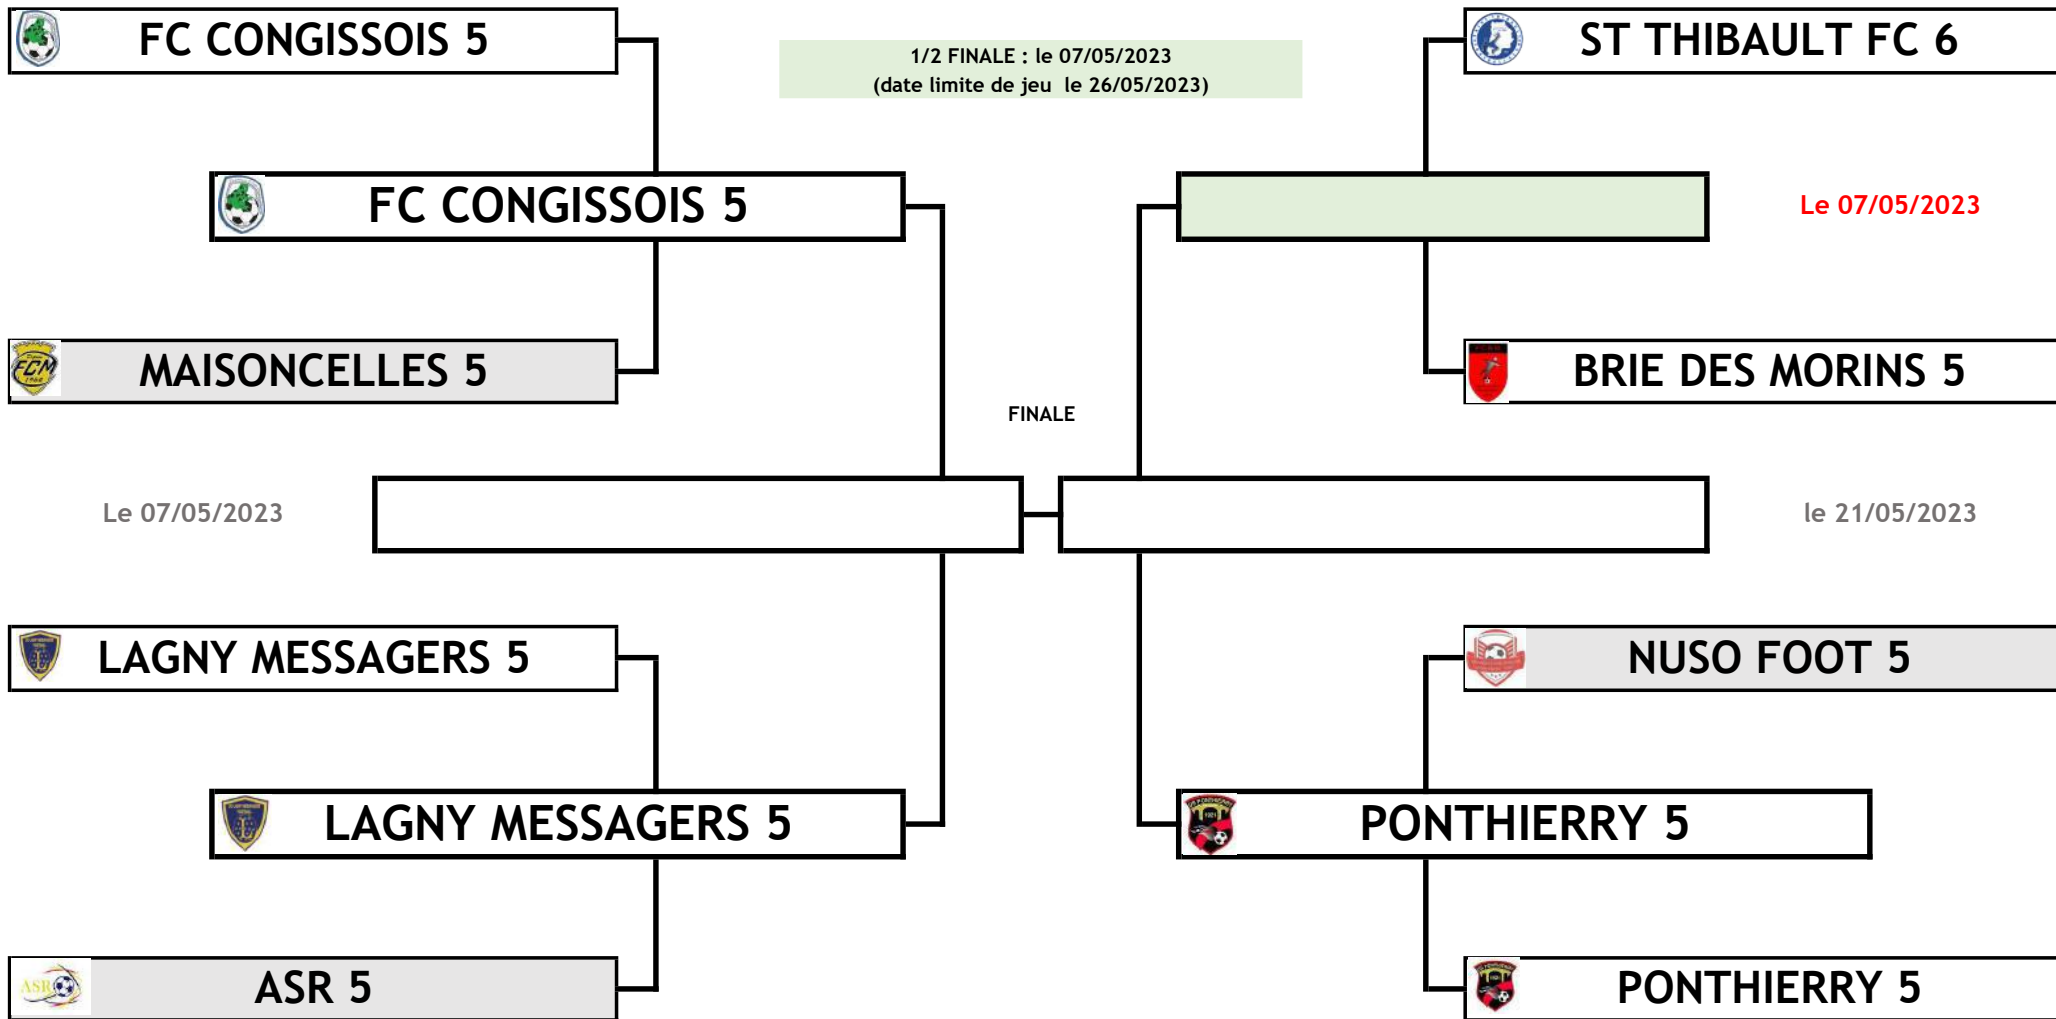 FC CONGISSOIS 5
1/2 FINALE : le 07/05/2023
(date limite de jeu le 26/05/2023)
ST THIBAULT FC 6
FC CONGISSOIS 5
Le 07/05/2023
MAISONCELLES 5
BRIE DES MORINS 5
FINALE
Le 07/05/2023
le 21/05/2023
LAGNY MESSAGERS 5
NUSO FOOT 5
LAGNY MESSAGERS 5
PONTHIERRY 5
ASR
ASR 5
PONTHIERRY 5